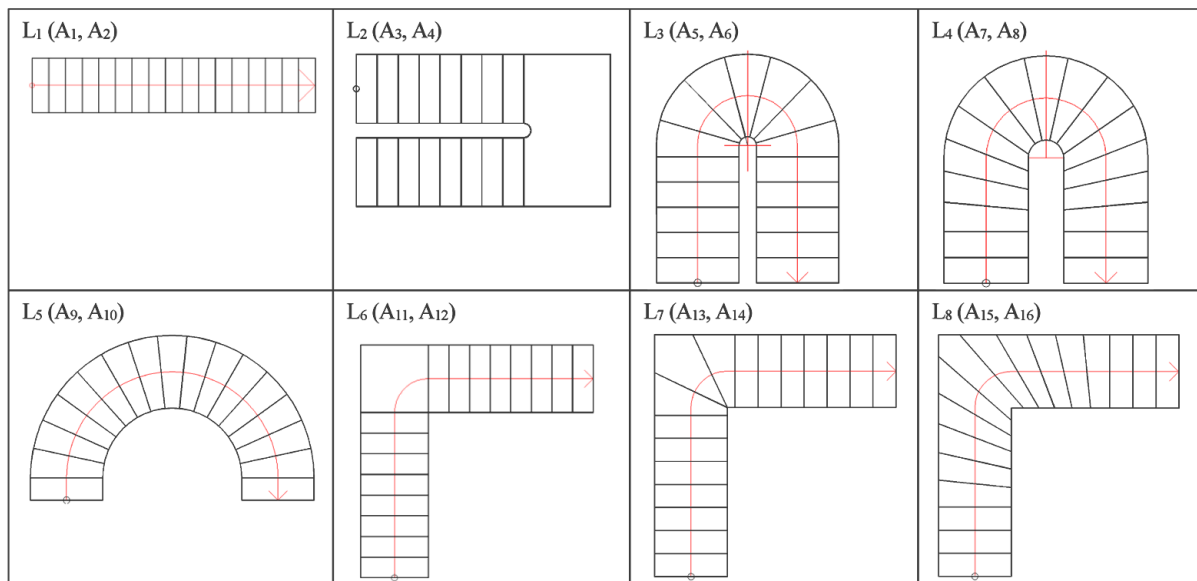 L₁ (A₁, A₂)
L₂ (A₃, A₄)
L₃ (A₅, A₆)
L₄ (A₇, A₈)
L₅ (A₉, A₁₀)
L₆ (A₁₁, A₁₂)
L₇ (A₁₃, A₁₄)
L₈ (A₁₅, A₁₆)